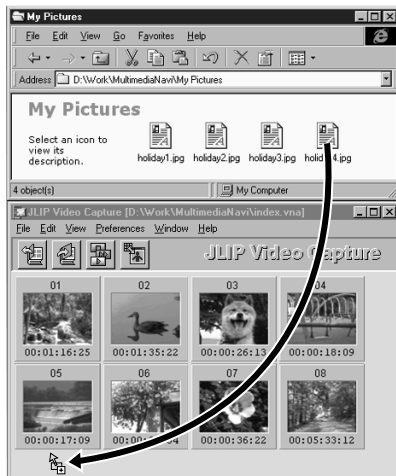 My Pictures
File Edit View Go Favorites Help
Address D:\Work\MultimediaNavi\My Pictures
My Pictures
Select an icon to
view its
description.
holiday1.jpg holiday2.jpg holiday3.jpg .jpg
4 object(s) My Computer
JLIP Video Capture [D:\Work\MultimediaNavi\index.vna]
File Edit View Preferences Window Help
JLIP Video Capture
01 02 03 04
00:01:16:25 00:01:35:22 00:00:26:13 00:00:18:09
05 06 07 08
00:00:17:09 00:00:36:22 00:05:33:12